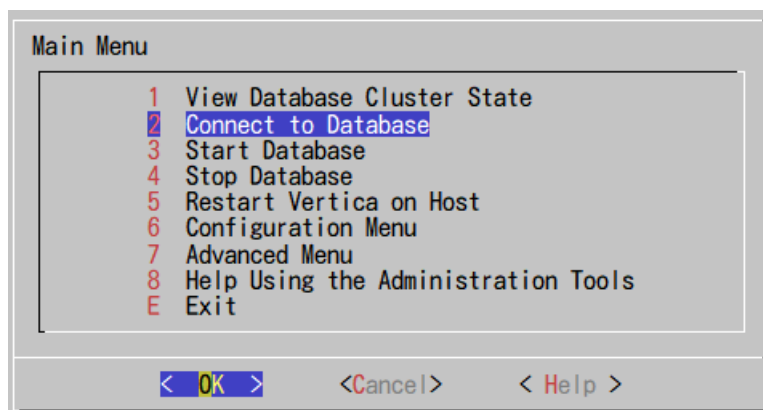 Main Menu
1 View Database Cluster State
2 Connect to Database
3 Start Database
4 Stop Database
5 Restart Vertica on Host
6 Configuration Menu
7 Advanced Menu
8 Help Using the Administration Tools
E Exit
< OK > <Cancel> < Help >